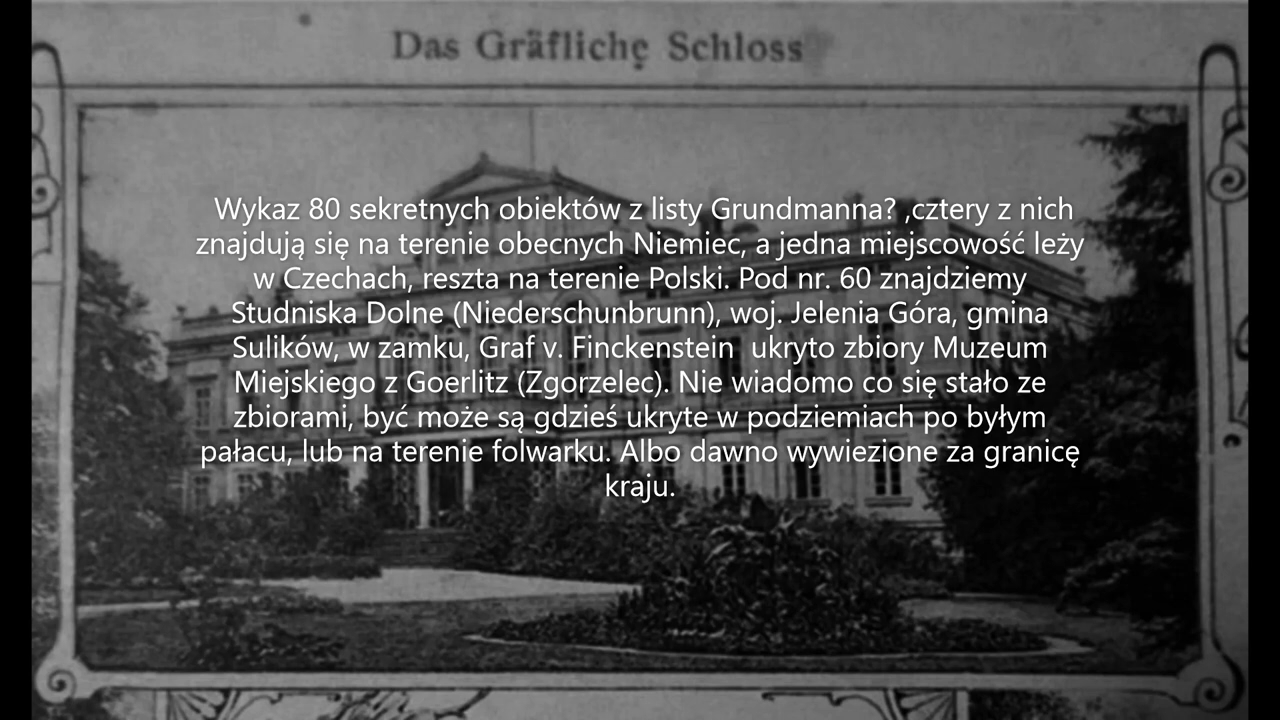 Das Gräfliche Schloss
Wykaz 80 sekretnych obiektów z listy Grundmanna? ,cztery z nich
znajdują się na terenie obecnych Niemiec, a jedna miejscowość leży
w Czechach, reszta na terenie Polski. Pod nr. 60 znajdziemy
Studniska Dolne (Niederschunbrunn), woj. Jelenia Góra, gmina
Sulików, w zamku, Graf v. Finckenstein  ukryto zbiory Muzeum
Miejskiego z Goerlitz (Zgorzelec). Nie wiadomo co się stało ze
zbiorami, być może są gdzieś ukryte w podziemiach po byłym
pałacu, lub na terenie folwarku. Albo dawno wywiezione za granicę
kraju.